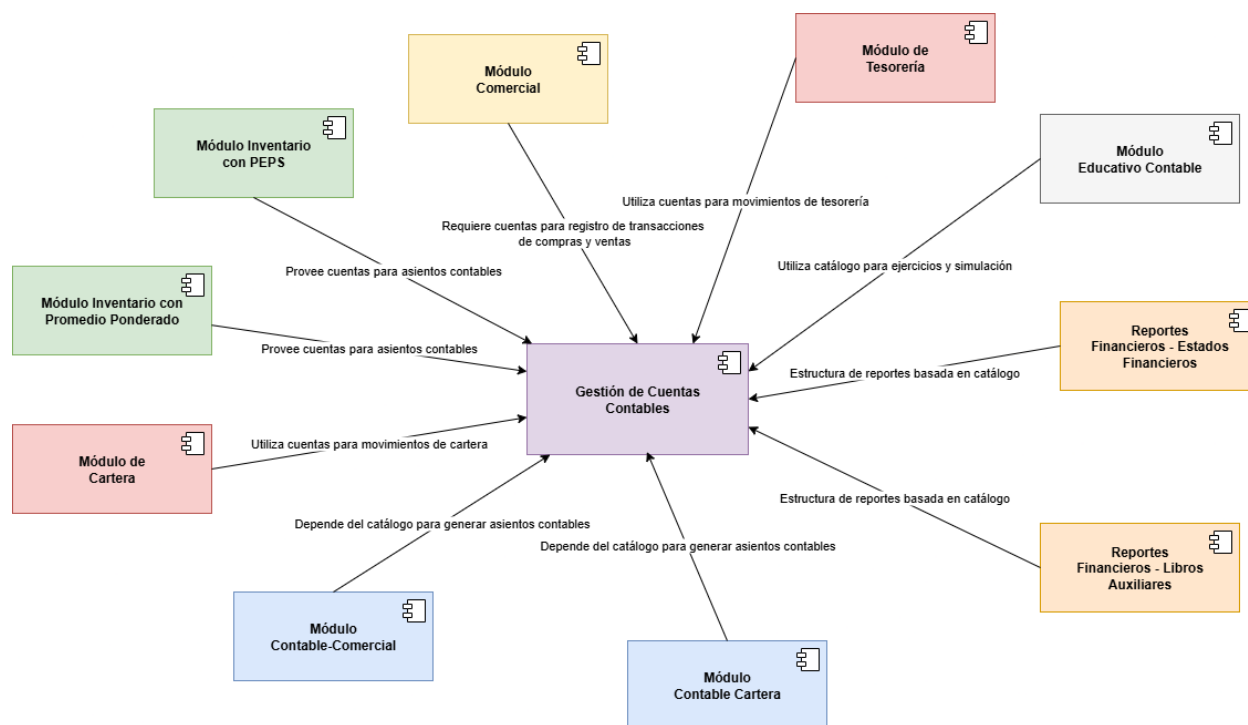 Módulo de
Tesorería
Módulo
Comercial
Módulo Inventario
con PEPS
Módulo
Educativo Contable
Utiliza cuentas para movimientos de tesorería
Requiere cuentas para registro de transacciones
de compras y ventas
Provee cuentas para asientos contables
Utiliza catálogo para ejercicios y simulación
Módulo Inventario con
Promedio Ponderado
Reportes
Financieros - Estados
Financieros
Provee cuentas para asientos contables
Estructura de reportes basada en catálogo
Gestión de Cuentas
Contables
Utiliza cuentas para movimientos de cartera
Módulo de
Cartera
Estructura de reportes basada en catálogo
Depende del catálogo para generar asientos contables
Depende del catálogo para generar asientos contables
Reportes
Financieros - Libros
Auxiliares
Módulo
Contable-Comercial
Módulo
Contable Cartera